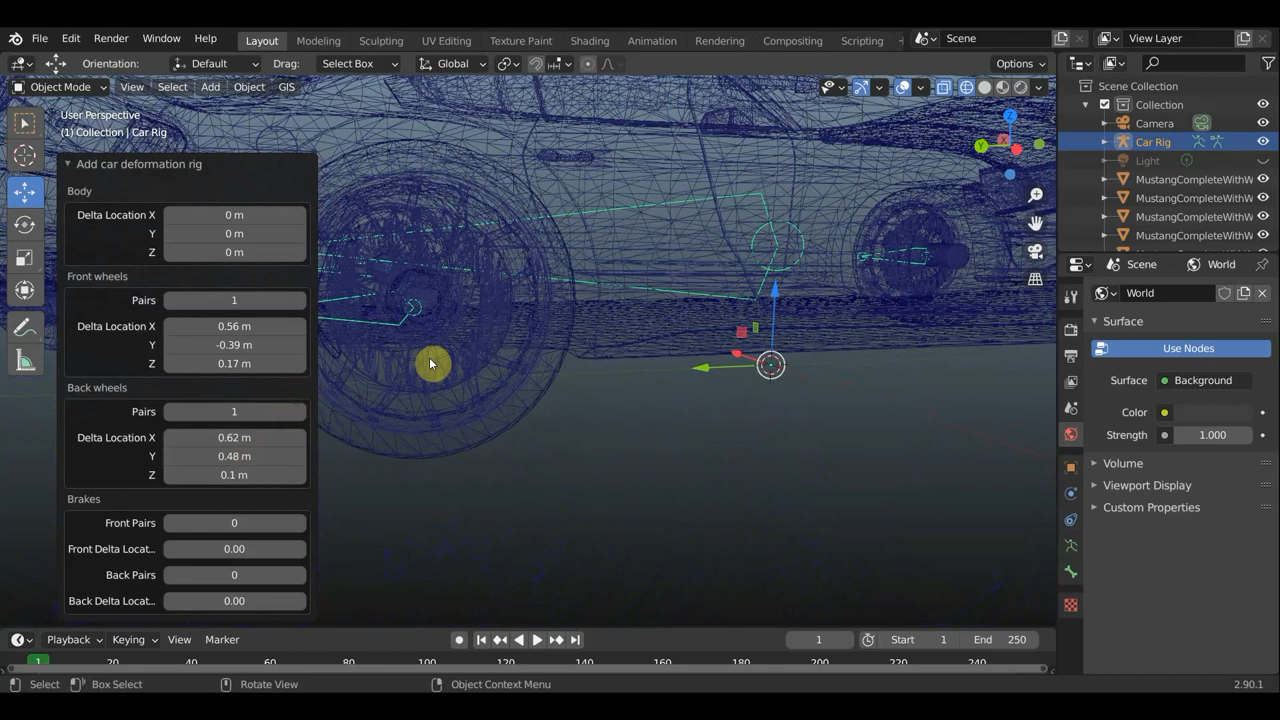 File Edit Render Window Help
Layout Modeling Sculpting UV Editing Texture Paint Shading Animation Rendering Compositing Scripting
Scene View Layer
Orientation: Default Drag: Select Box Global Options
Object Mode View Select Add Object GIS
User Perspective
(1) Collection | Car Rig
Add car deformation rig
Body
Delta Location X 0 m
Y 0 m
Z 0 m
Front wheels
Pairs 1
Delta Location X 0.56 m
Y -0.39 m
Z 0.17 m
Back wheels
Pairs 1
Delta Location X 0.62 m
Y 0.48 m
Z 0.1 m
Brakes
Front Pairs 0
Front Delta Locat... 0.00
Back Pairs 0
Back Delta Locat... 0.00
Z
Y
X
Scene Collection
Collection
Camera
Car Rig
Light
MustangCompleteWithW
MustangCompleteWithW
MustangCompleteWithW
MustangCompleteWithW
Scene World
World
Surface
Use Nodes
Color
Surface Background
Strength 1.000
Volume
Viewport Display
Custom Properties
Playback Keying View Marker 1 Start 1 End 250
1 20 40 60 80 100 120 140 160 180 200 220 240
Select Box Select Rotate View Object Context Menu 2.90.1